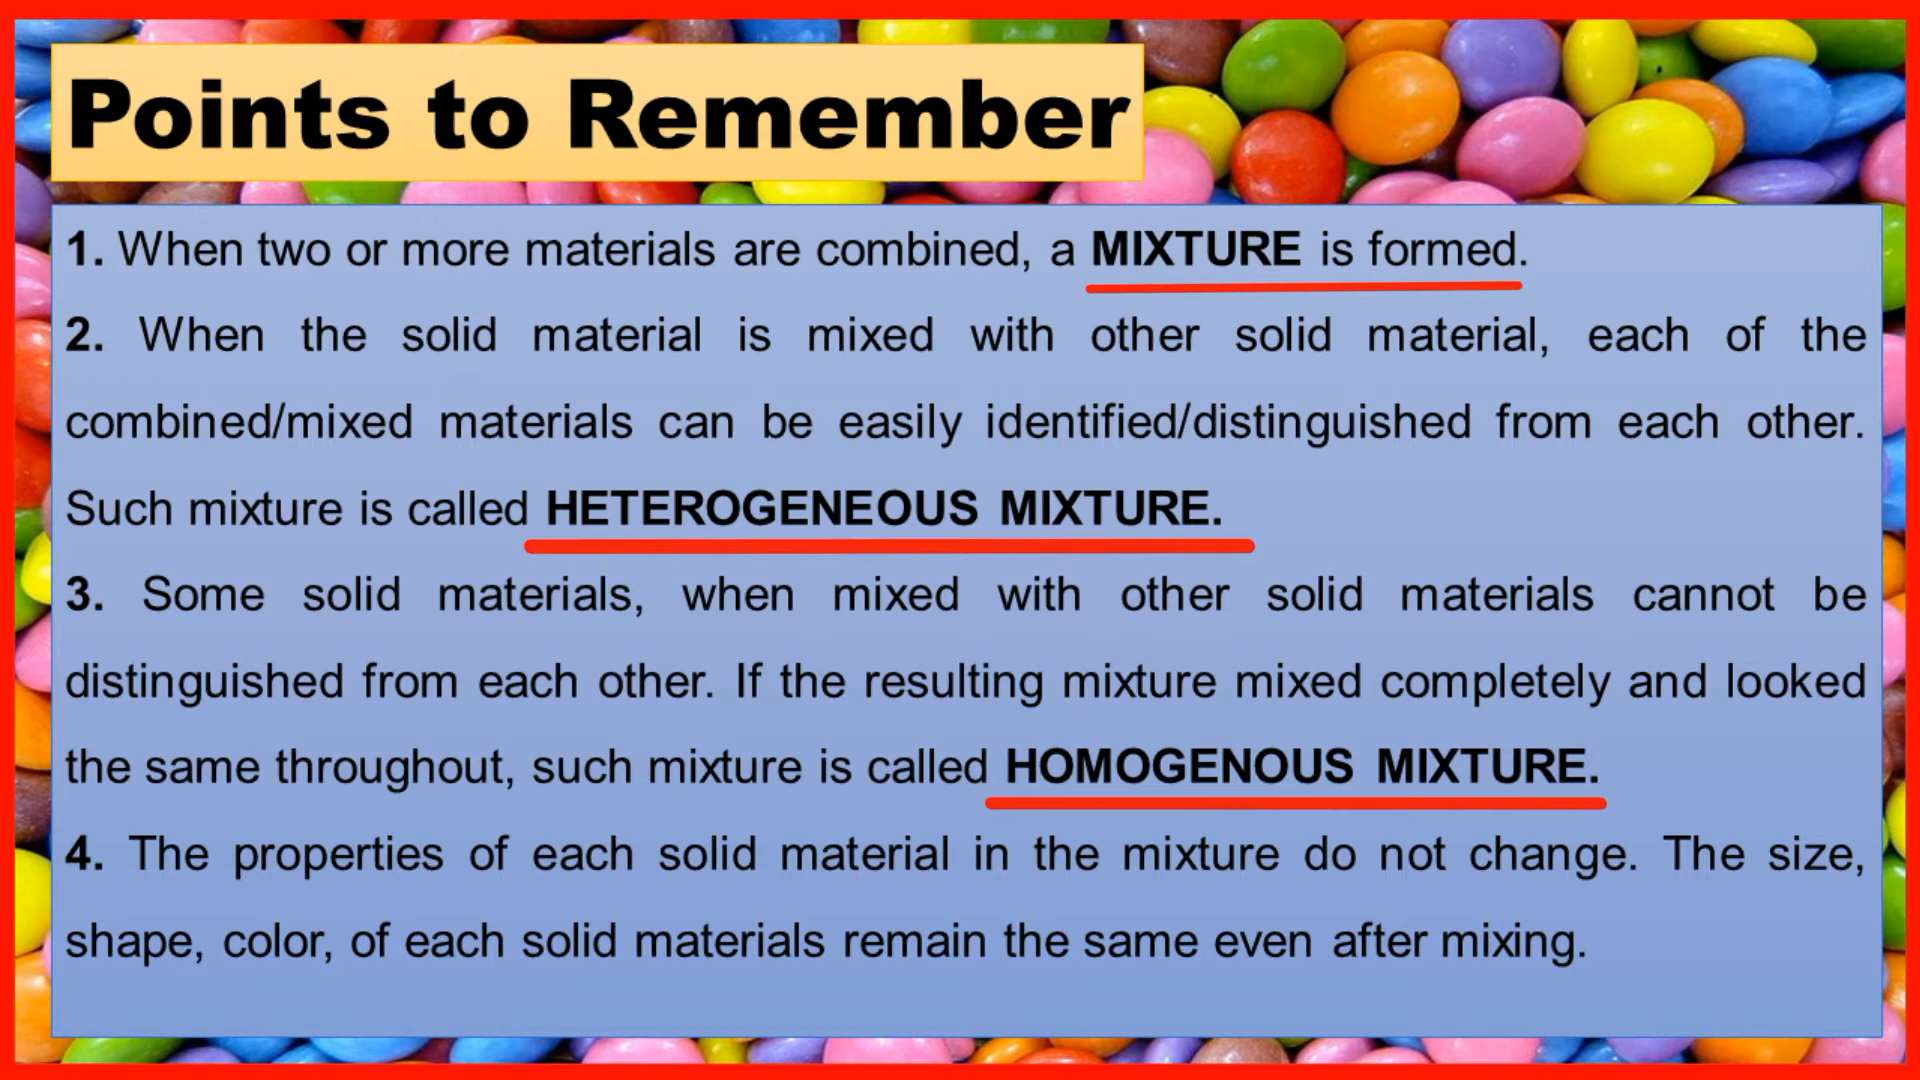 Points to Remember
1. When two or more materials are combined, a MIXTURE is formed.
2. When the solid material is mixed with other solid material, each of the
combined/mixed materials can be easily identified/distinguished from each other.
Such mixture is called HETEROGENEOUS MIXTURE.
3. Some solid materials, when mixed with other solid materials cannot be
distinguished from each other. If the resulting mixture mixed completely and looked
the same throughout, such mixture is called HOMOGENOUS MIXTURE.
4. The properties of each solid material in the mixture do not change. The size,
shape, color, of each solid materials remain the same even after mixing.